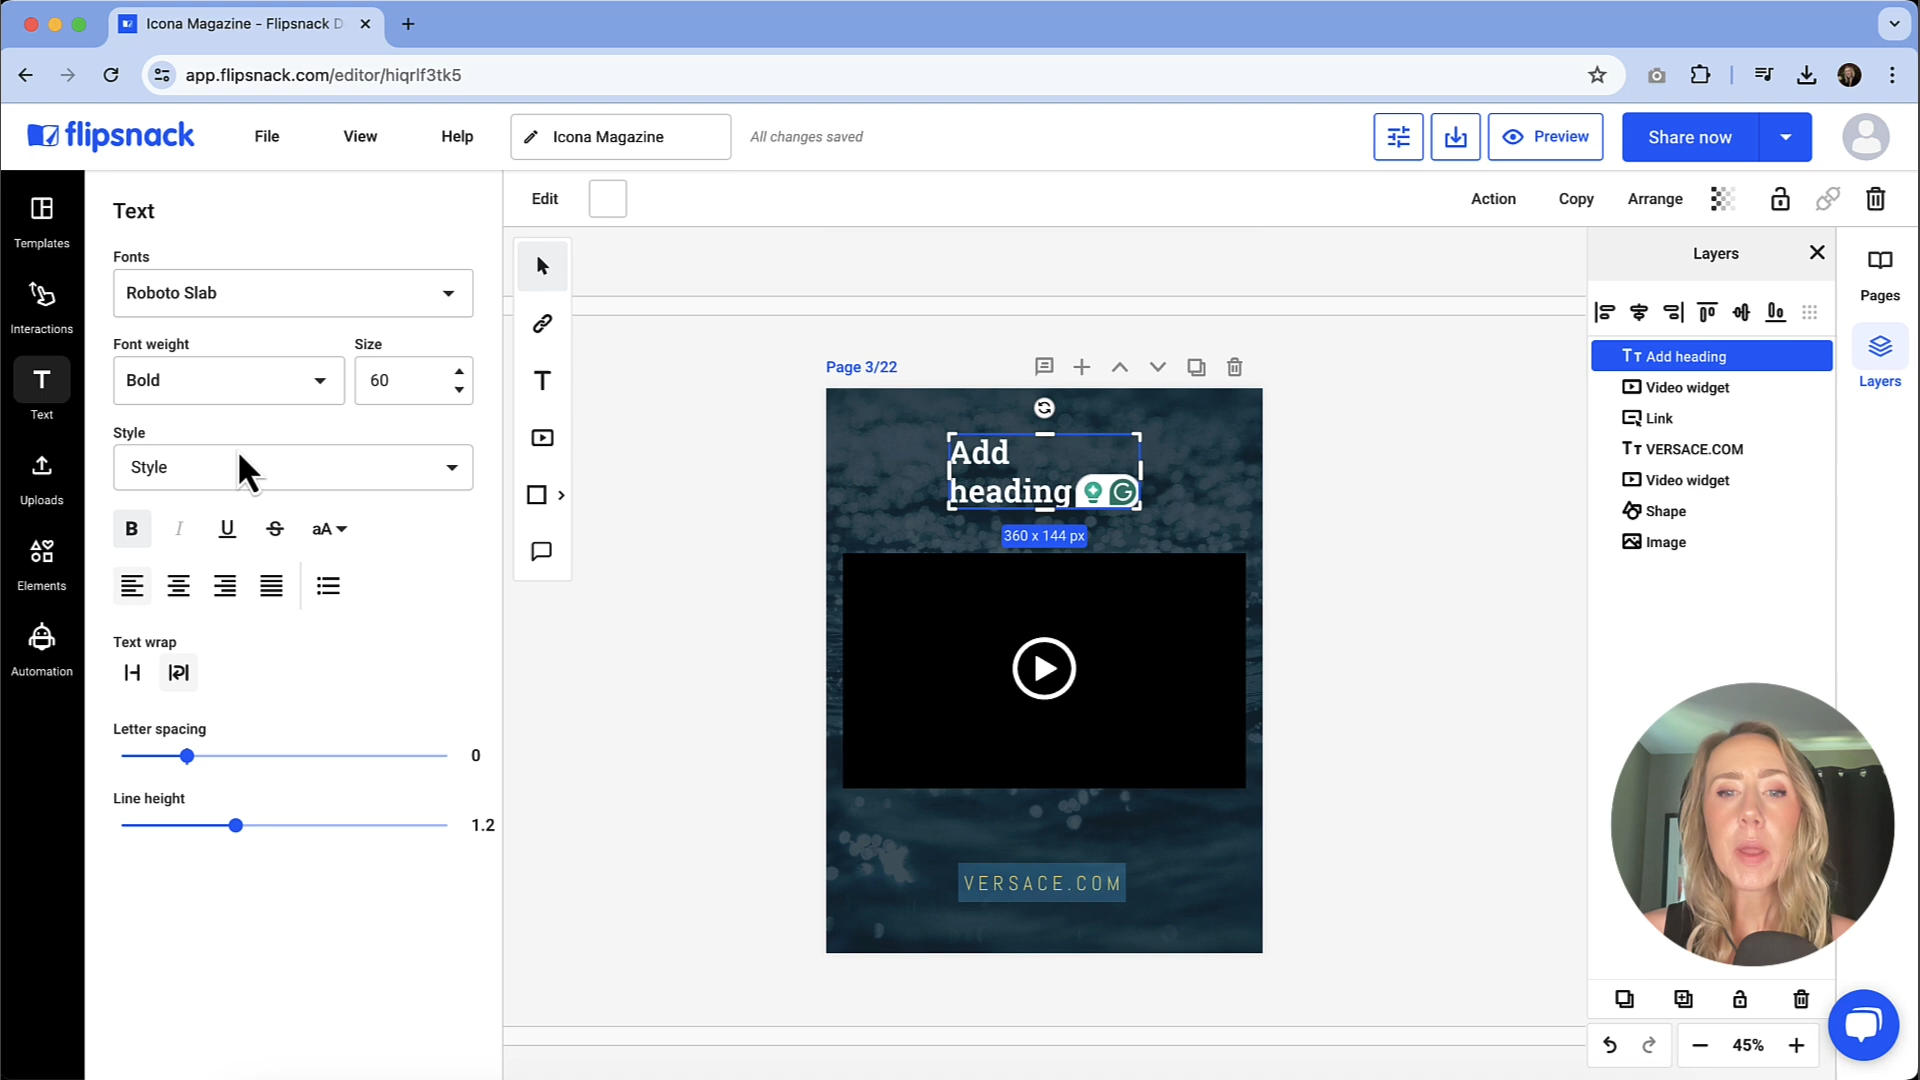 Icona Magazine - Flipsnack D
app.flipsnack.com/editor/hiqrlf3tk5
flipsnack
File
View
Help
Icona Magazine
All changes saved
Preview
Share now
Templates
Interactions
Text
Uploads
Elements
Automation
Text
Fonts
Roboto Slab
Font weight
Size
Bold
60
Style
Style
B
I
U
S
aA
Text wrap
Letter spacing
0
Line height
1.2
Edit
Action
Copy
Arrange
Page 3/22
Add
heading
360 x 144 px
VERSACE.COM
Layers
Add heading
Video widget
Link
VERSACE.COM
Video widget
Shape
Image
Pages
Layers
45%